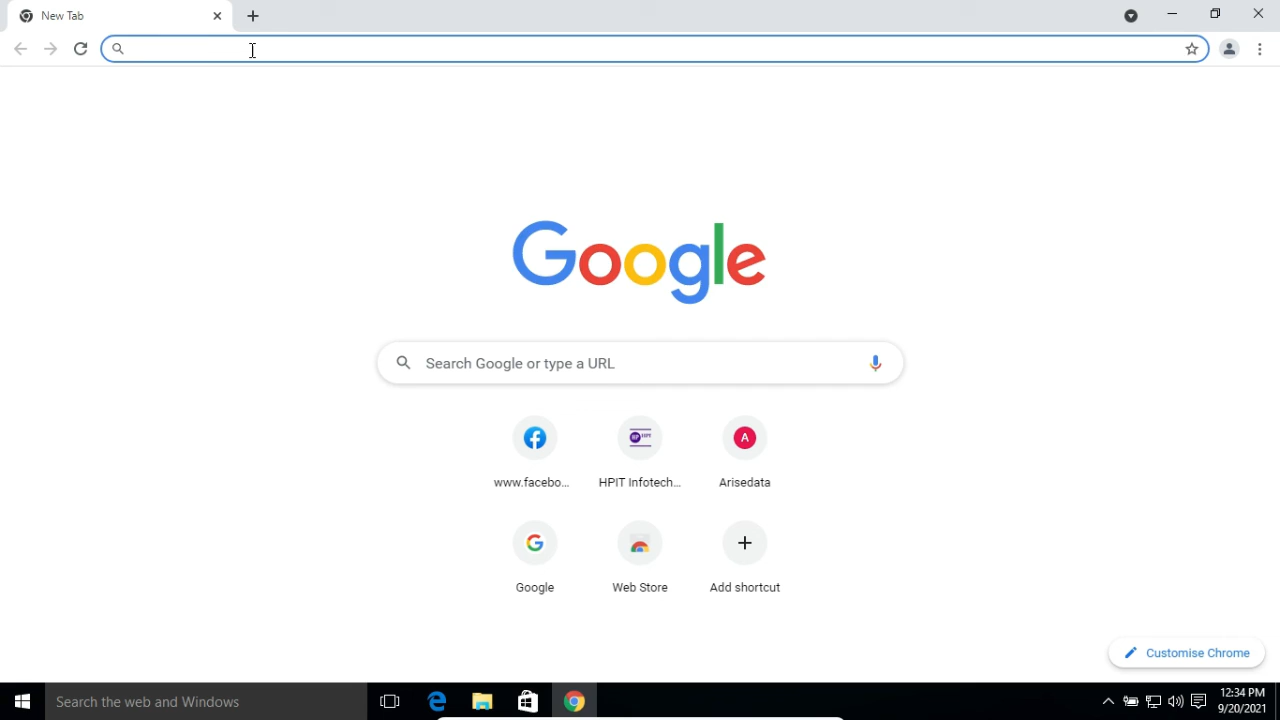 New Tab
Google
Search Google or type a URL
www.facebo...
HPIT Infotech...
A
Arisedata
Google
Web Store
Add shortcut
Customise Chrome
Search the web and Windows
12:34 PM
9/20/2021